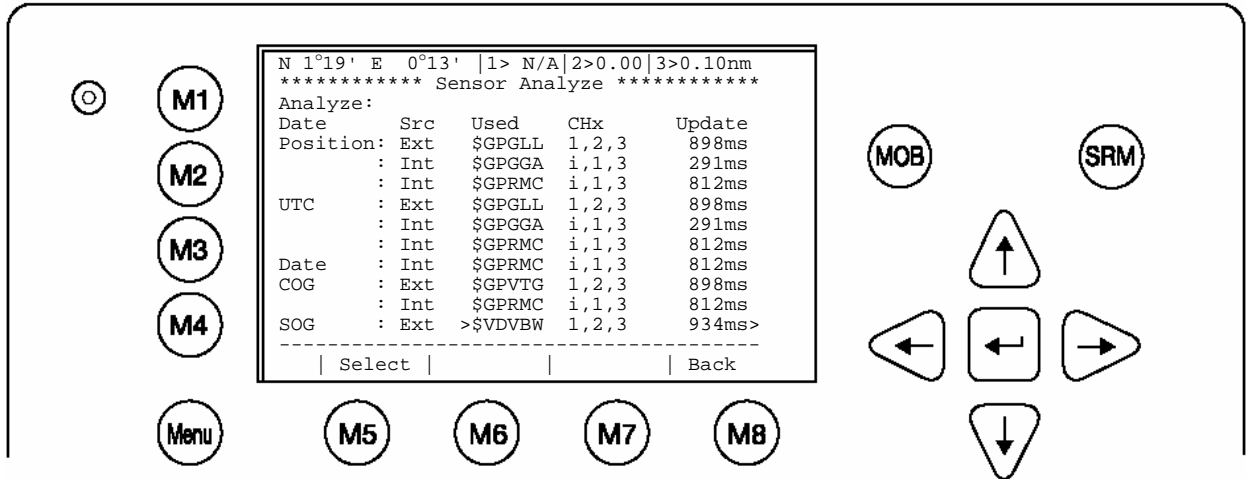 N 1°19' E  0°13' |1> N/A|2>0.00|3>0.10nm
************ Sensor Analyze ************
Analyze:
Date Src Used CHx Update
Position: Ext $GPGLL 1,2,3 898ms
: Int $GPGGA i,1,3 291ms
: Int $GPRMC i,1,3 812ms
UTC : Ext $GPGLL 1,2,3 898ms
: Int $GPGGA i,1,3 291ms
: Int $GPRMC i,1,3 812ms
Date : Int $GPRMC i,1,3 812ms
COG : Ext $GPVTG 1,2,3 898ms
: Int $GPRMC i,1,3 812ms
SOG : Ext >$VDVBW 1,2,3 934ms>
----------------------------------------
| Select | | | Back
M1
M2
M3
M4
MOB
SRM
Menu
M5
M6
M7
M8